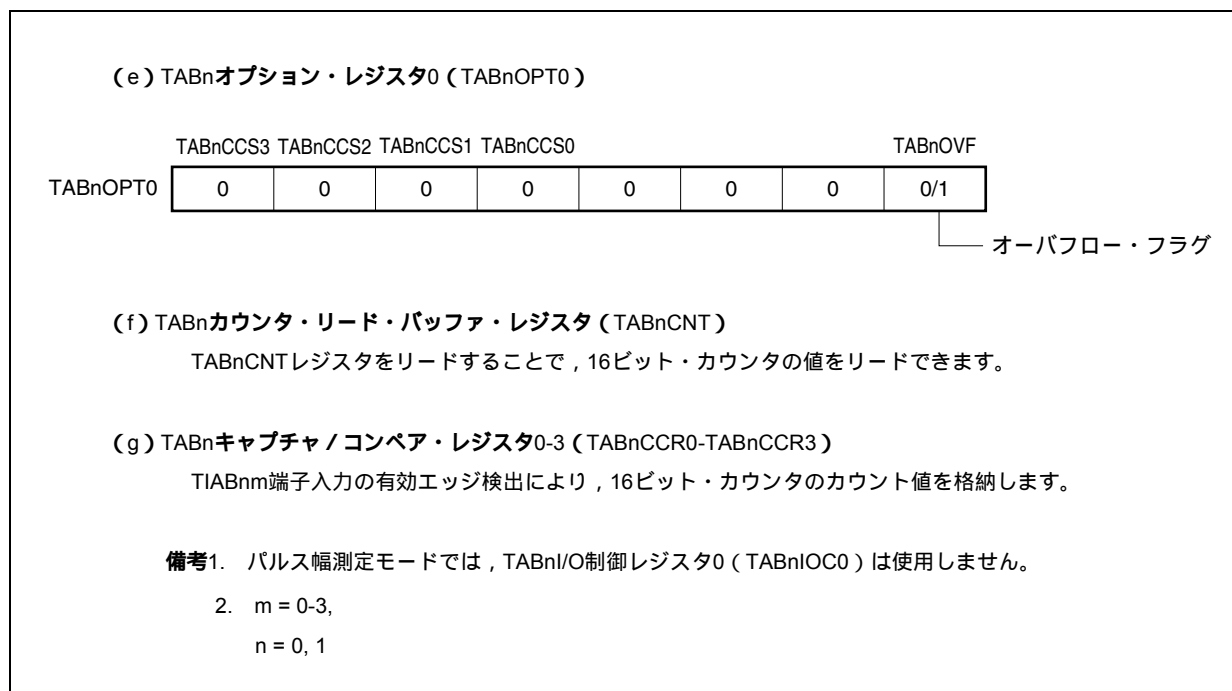 （e）TABnオプション・レジスタ0（TABnOPT0）
TABnCCS3 TABnCCS2 TABnCCS1 TABnCCS0 TABnOVF
TABnOPT0 0 0 0 0 0 0 0 0/1
オーバフロー・フラグ
（f）TABnカウンタ・リード・バッファ・レジスタ（TABnCNT）
TABnCNTレジスタをリードすることで，16ビット・カウンタの値をリードできます。
（g）TABnキャプチャ／コンペア・レジスタ0-3（TABnCCR0-TABnCCR3）
TIABnm端子入力の有効エッジ検出により，16ビット・カウンタのカウント値を格納します。
備考1. パルス幅測定モードでは，TABnI/O制御レジスタ0（TABnIOC0）は使用しません。
2. m = 0-3,
n = 0, 1